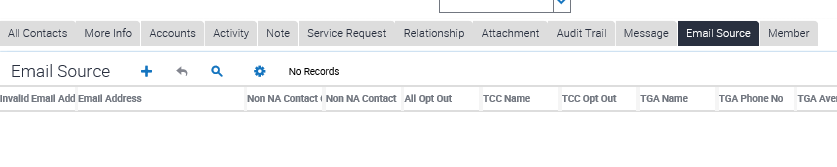 All Contacts More Info Accounts Activity Note Service Request Relationship Attachment Audit Trail Message Email Source Member
Email Source No Records
Invalid Email Add Email Address Non NA Contact Non NA Contact All Opt Out TCC Name TCC Opt Out TGA Name TGA Phone No TGA Ave